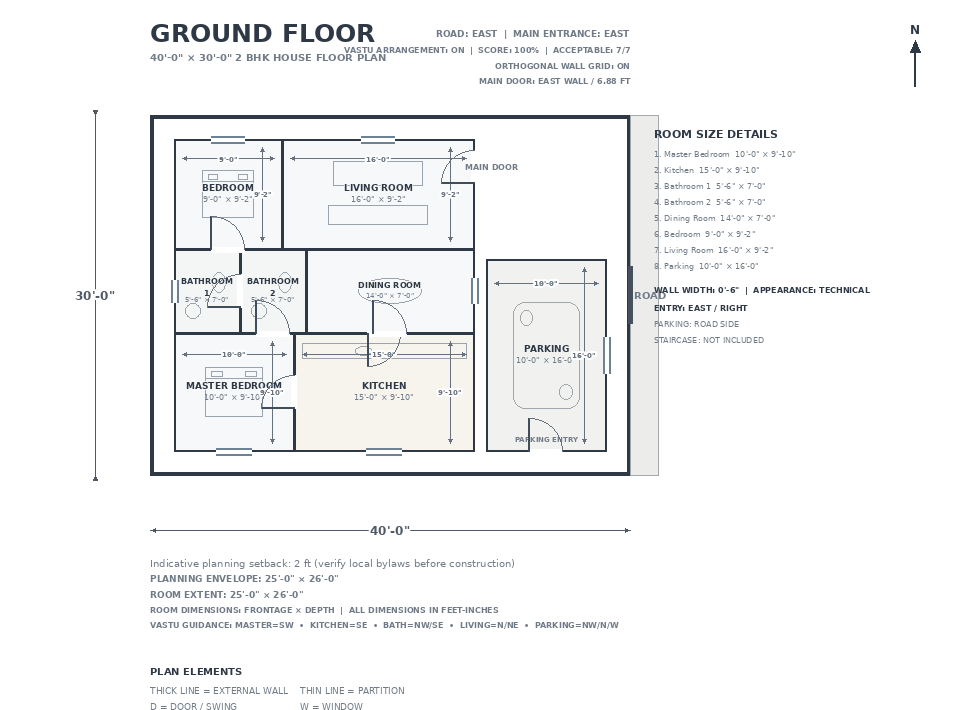 GROUND FLOOR
40'-0" × 30'-0" 2 BHK HOUSE FLOOR PLAN
ROAD: EAST | MAIN ENTRANCE: EAST
VASTU ARRANGEMENT: ON | SCORE: 100% | ACCEPTABLE: 7/7
ORTHOGONAL WALL GRID: ON
MAIN DOOR: EAST WALL / 6.88 FT
N
30'-0"
9'-0"
BEDROOM
9'-0" × 9'-2"
9'-2"
16'-0"
LIVING ROOM
16'-0" × 9'-2"
9'-2"
MAIN DOOR
BATHROOM
1
5'-6" × 7'-0"
BATHROOM
2
5'-6" × 7'-0"
DINING ROOM
14'-0" × 7'-0"
10'-0"
MASTER BEDROOM
10'-0" × 9'-10"
9'-10"
15'-0"
KITCHEN
15'-0" × 9'-10"
9'-10"
10'-0"
PARKING
10'-0" × 16'-0"
16'-0"
PARKING ENTRY
ROAD
ROOM SIZE DETAILS
1. Master Bedroom 10'-0" × 9'-10"
2. Kitchen 15'-0" × 9'-10"
3. Bathroom 1 5'-6" × 7'-0"
4. Bathroom 2 5'-6" × 7'-0"
5. Dining Room 14'-0" × 7'-0"
6. Bedroom 9'-0" × 9'-2"
7. Living Room 16'-0" × 9'-2"
8. Parking 10'-0" × 16'-0"
WALL WIDTH: 0'-6" | APPEARANCE: TECHNICAL
ENTRY: EAST / RIGHT
PARKING: ROAD SIDE
STAIRCASE: NOT INCLUDED
40'-0"
Indicative planning setback: 2 ft (verify local bylaws before construction)
PLANNING ENVELOPE: 25'-0" × 26'-0"
ROOM EXTENT: 25'-0" × 26'-0"
ROOM DIMENSIONS: FRONTAGE × DEPTH | ALL DIMENSIONS IN FEET-INCHES
VASTU GUIDANCE: MASTER=SW • KITCHEN=SE • BATH=NW/SE • LIVING=N/NE • PARKING=NW/N/W
PLAN ELEMENTS
THICK LINE = EXTERNAL WALL THIN LINE = PARTITION
D = DOOR / SWING W = WINDOW